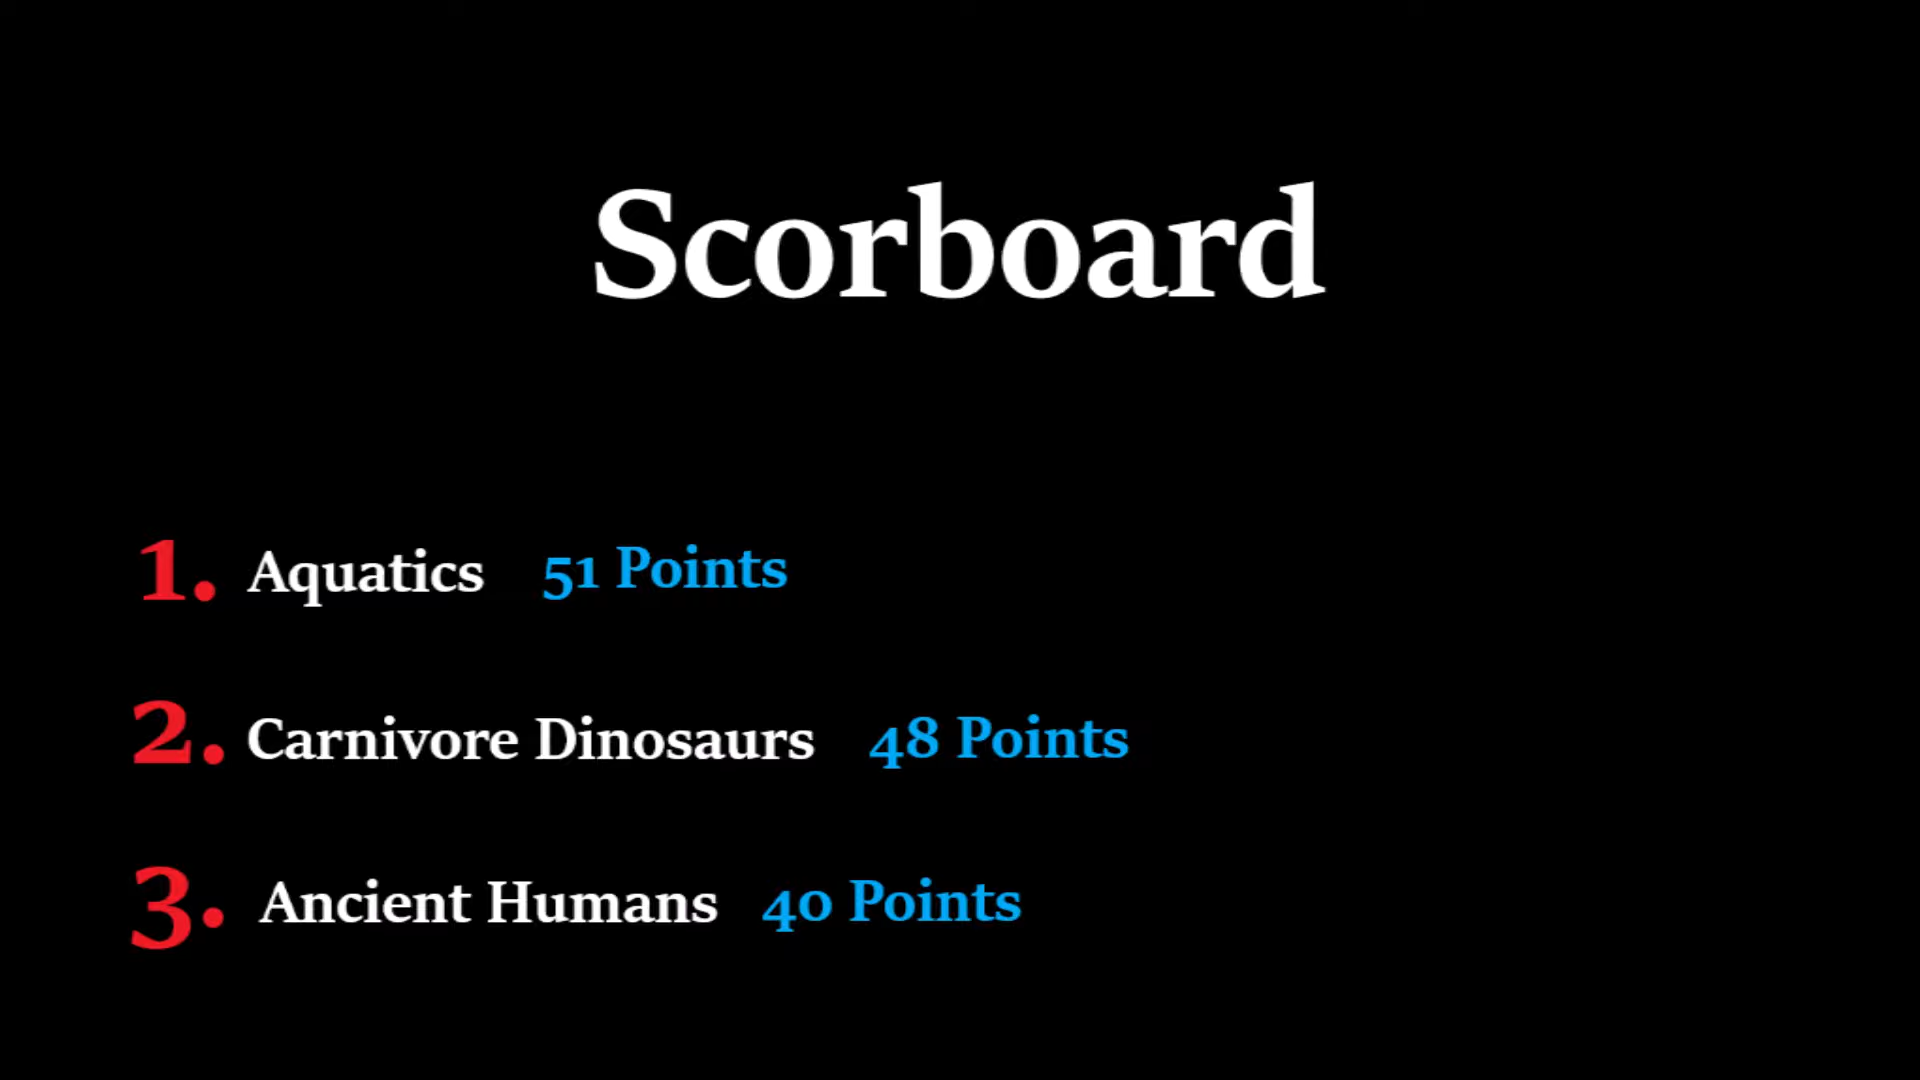 Scorboard
1. Aquatics 51 Points
2. Carnivore Dinosaurs 48 Points
3. Ancient Humans 40 Points